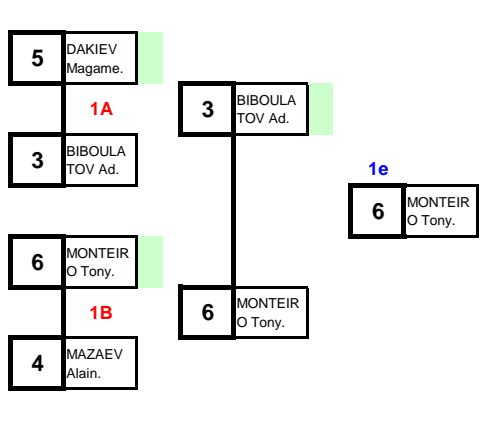 5
DAKIEV
Magame.
1A
3
BIBOULA
TOV Ad.
6
MONTEIR
O Tony.
1B
4
MAZAEV
Alain.
3
BIBOULA
TOV Ad.
6
MONTEIR
O Tony.
1e
6
MONTEIR
O Tony.